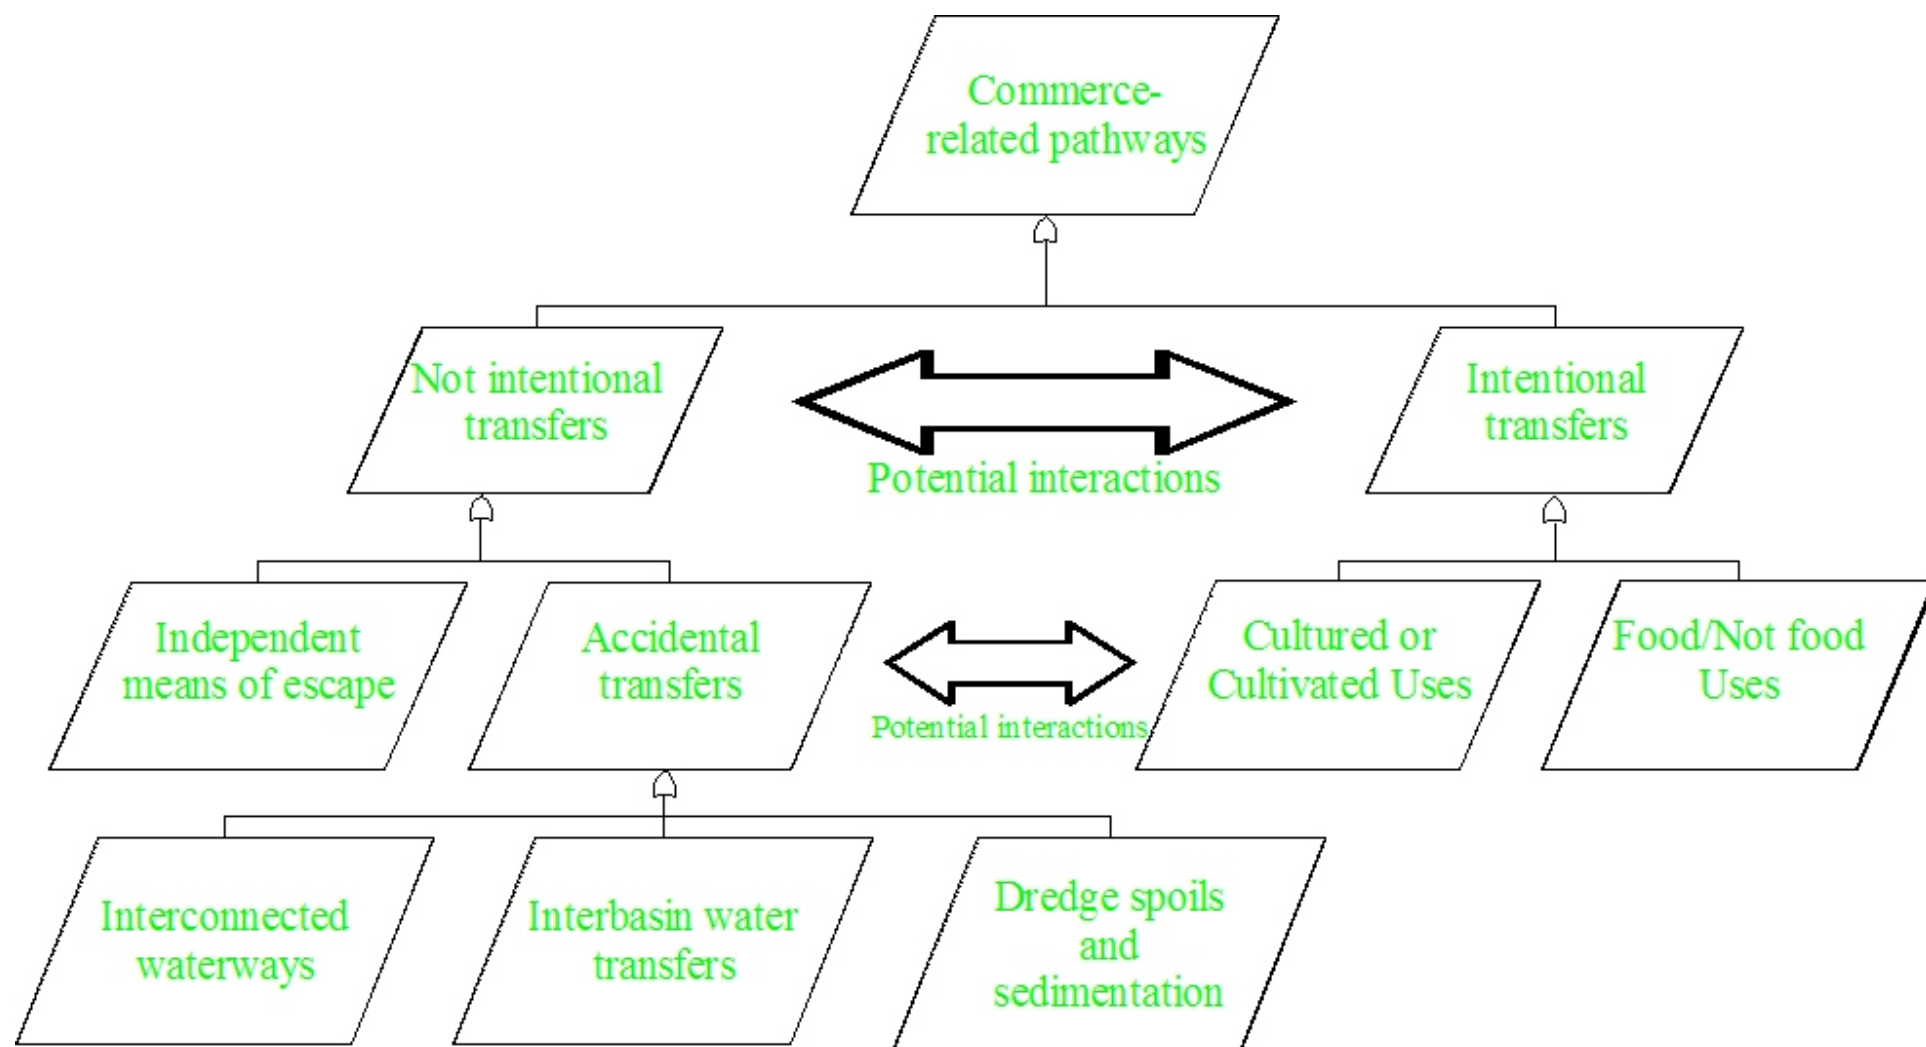 Commerce-
related pathways
Not intentional
transfers
Potential interactions
Intentional
transfers
Independent
means of escape
Accidental
transfers
Potential interactions
Cultured or
Cultivated Uses
Food/Not food
Uses
Interconnected
waterways
Interbasin water
transfers
Dredge spoils
and
sedimentation